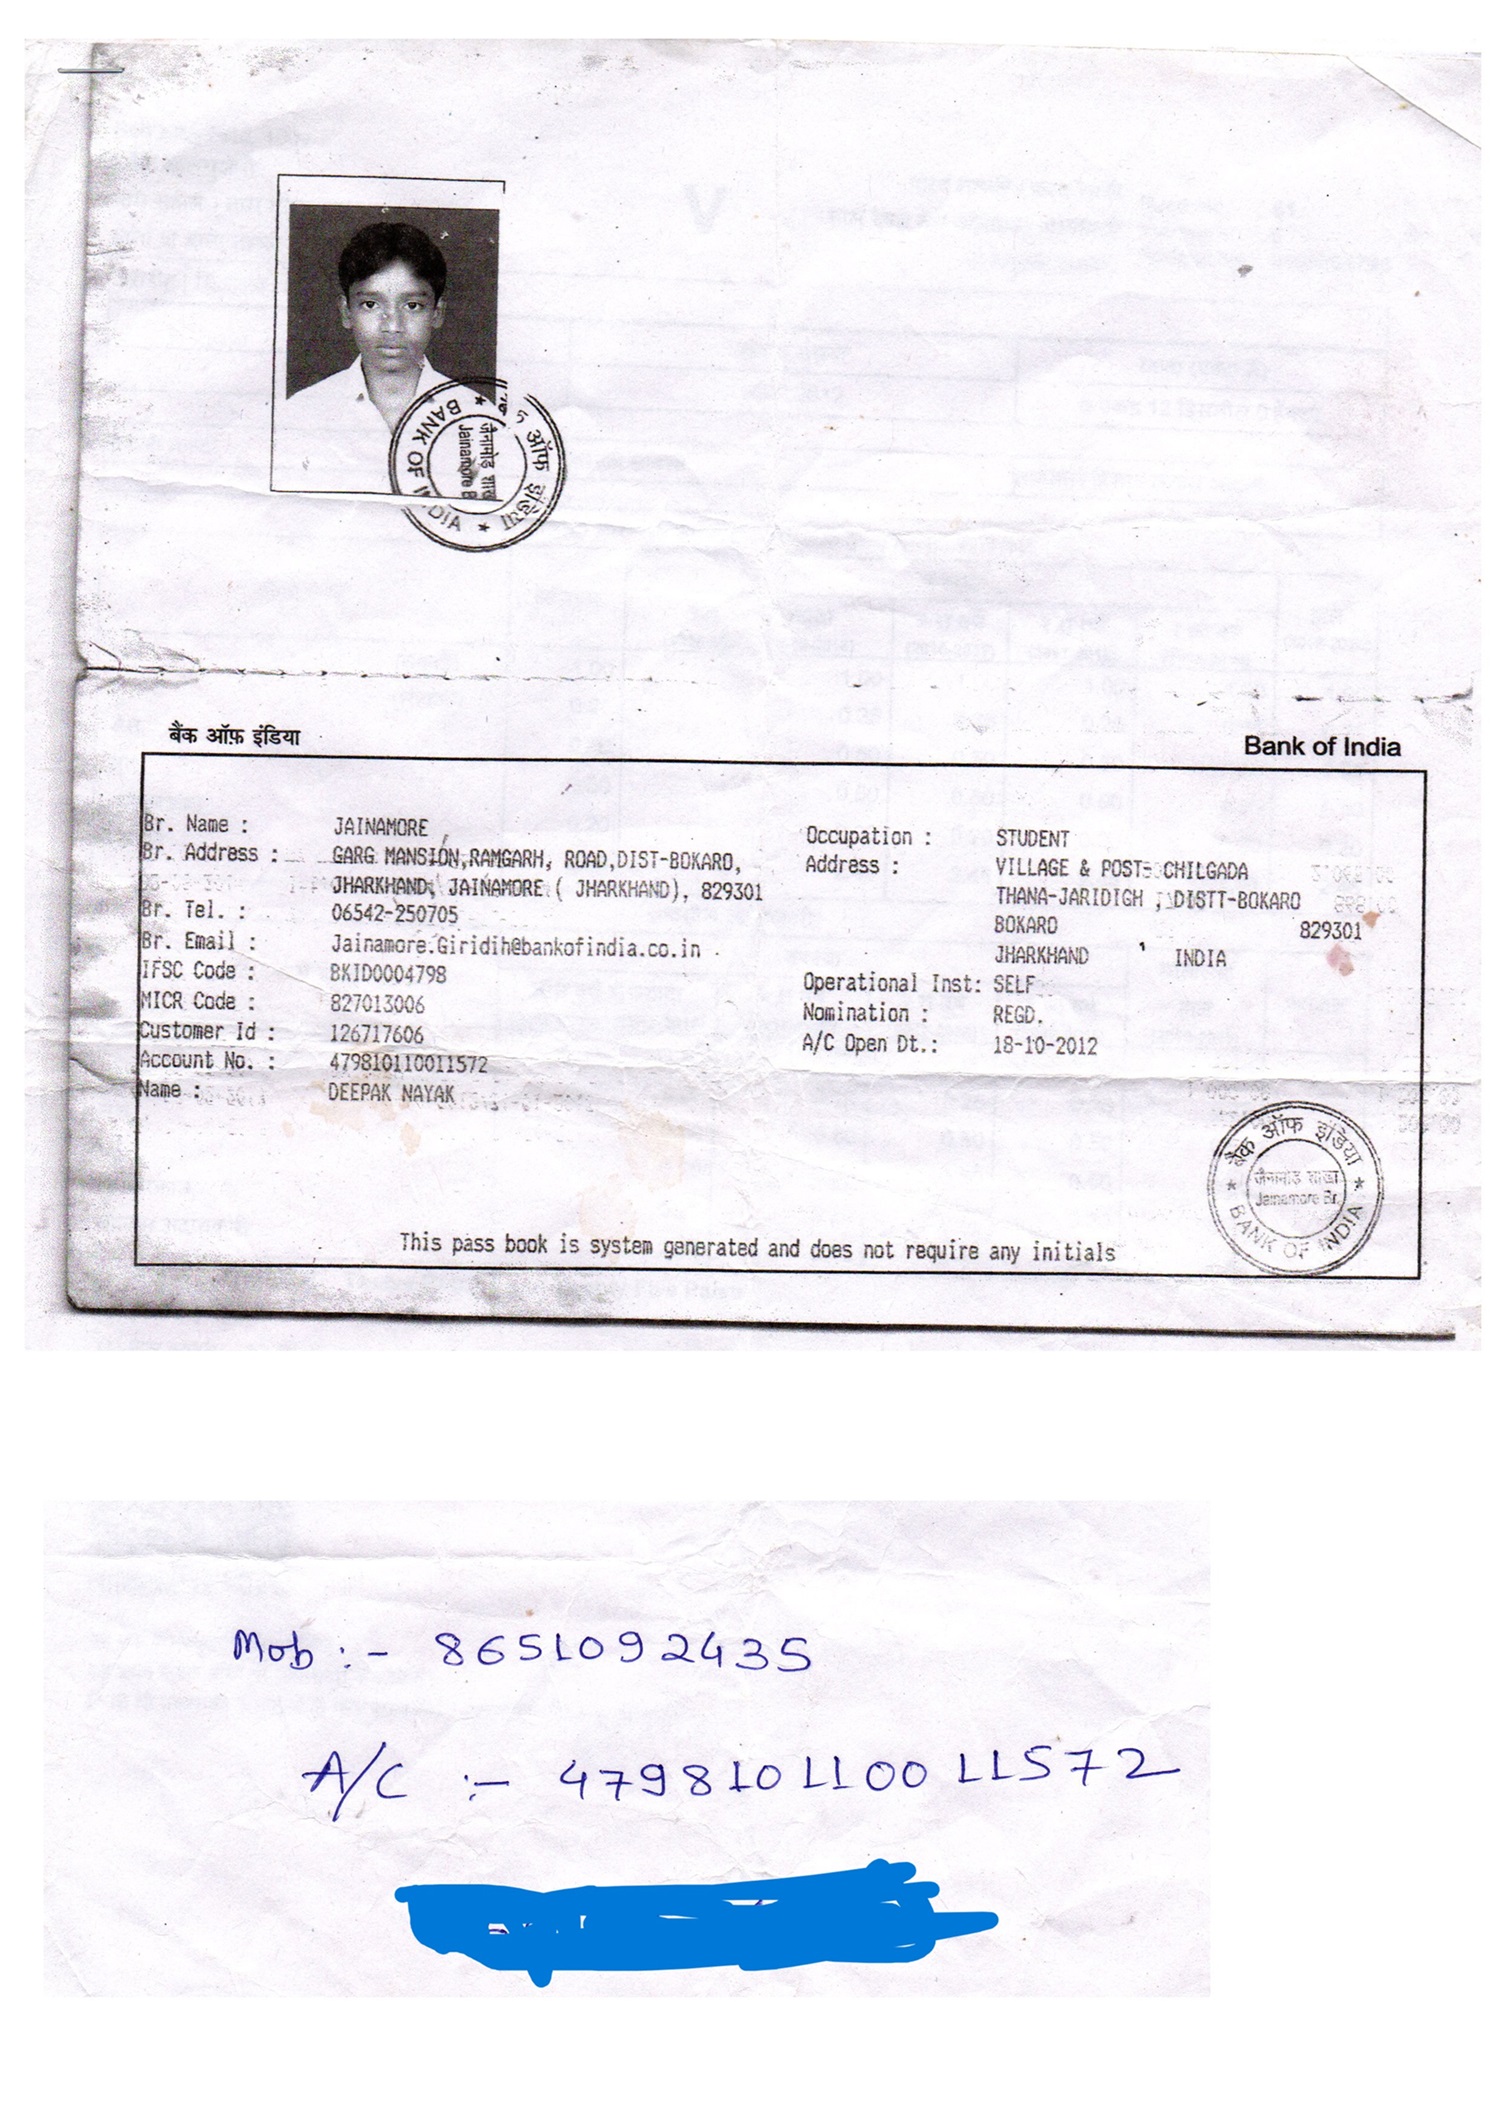 बैंक ऑफ इंडिया
BANK OF INDIA
Jainamore
बैंक ऑफ़ इंडिया
Bank of India
Br. Name : JAINAMORE
Br. Address : GARG MANSION,RAMGARH, ROAD,DIST-BOKARO,
JHARKHAND, JAINAMORE ( JHARKHAND), 829301
Br. Tel. : 06542-250705
Br. Email : Jainamore.Giridih@bankofindia.co.in
IFSC Code : BKID0004798
MICR Code : 827013006
Customer Id : 126717606
Account No. : 479810110011572
Name : DEEPAK NAYAK
Occupation : STUDENT
Address : VILLAGE & POST- CHILGADA
THANA-JARIDIGH , DISTT-BOKARO
BOKARO 829301
JHARKHAND INDIA
Operational Inst: SELF
Nomination : REGD.
A/C Open Dt.: 18-10-2012
बैंक ऑफ इंडिया
जैनामोड़ शाखा
Jainamore Br.
BANK OF INDIA
This pass book is system generated and does not require any initials
Mob :- 8651092435
A/C :- 479810110011572